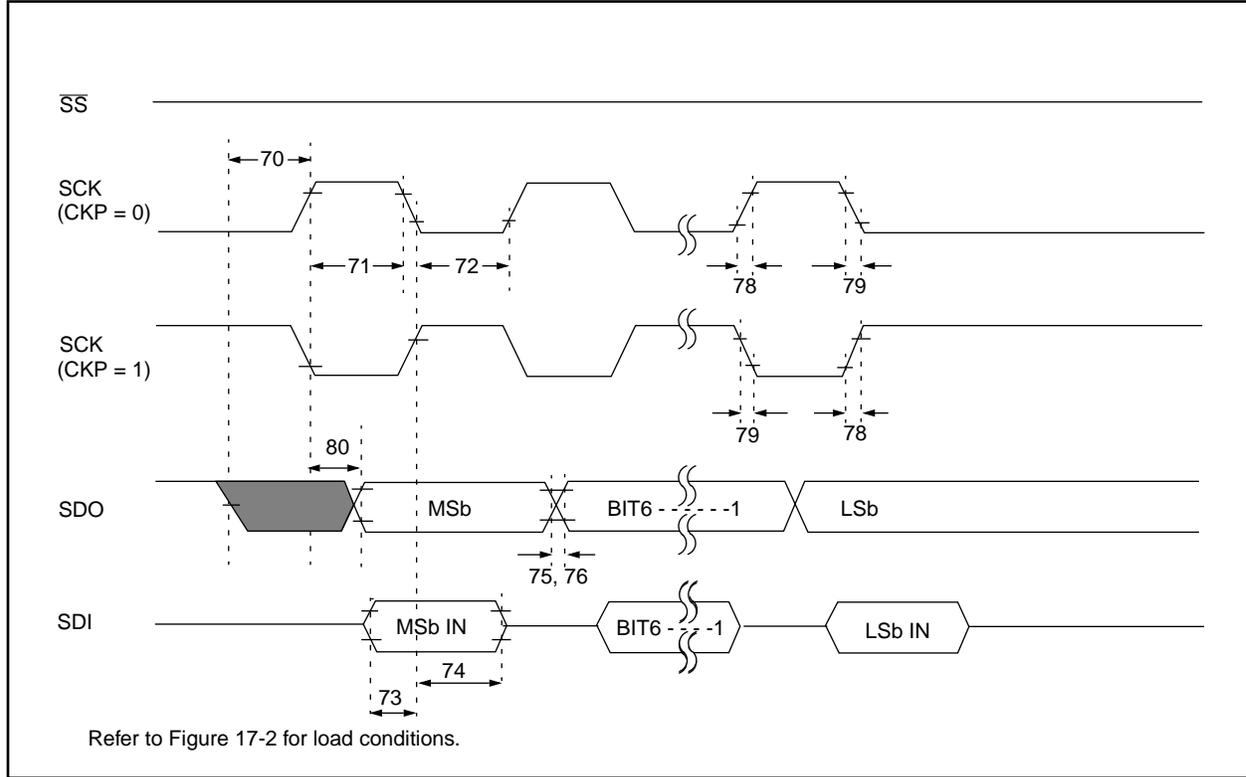 SS
70
SCK
(CKP = 0)
71
72
78
79
SCK
(CKP = 1)
79
78
80
SDO
MSb
BIT6 - - - - - -1
LSb
75, 76
SDI
MSb IN
BIT6 - - - -1
LSb IN
74
73
Refer to Figure 17-2 for load conditions.